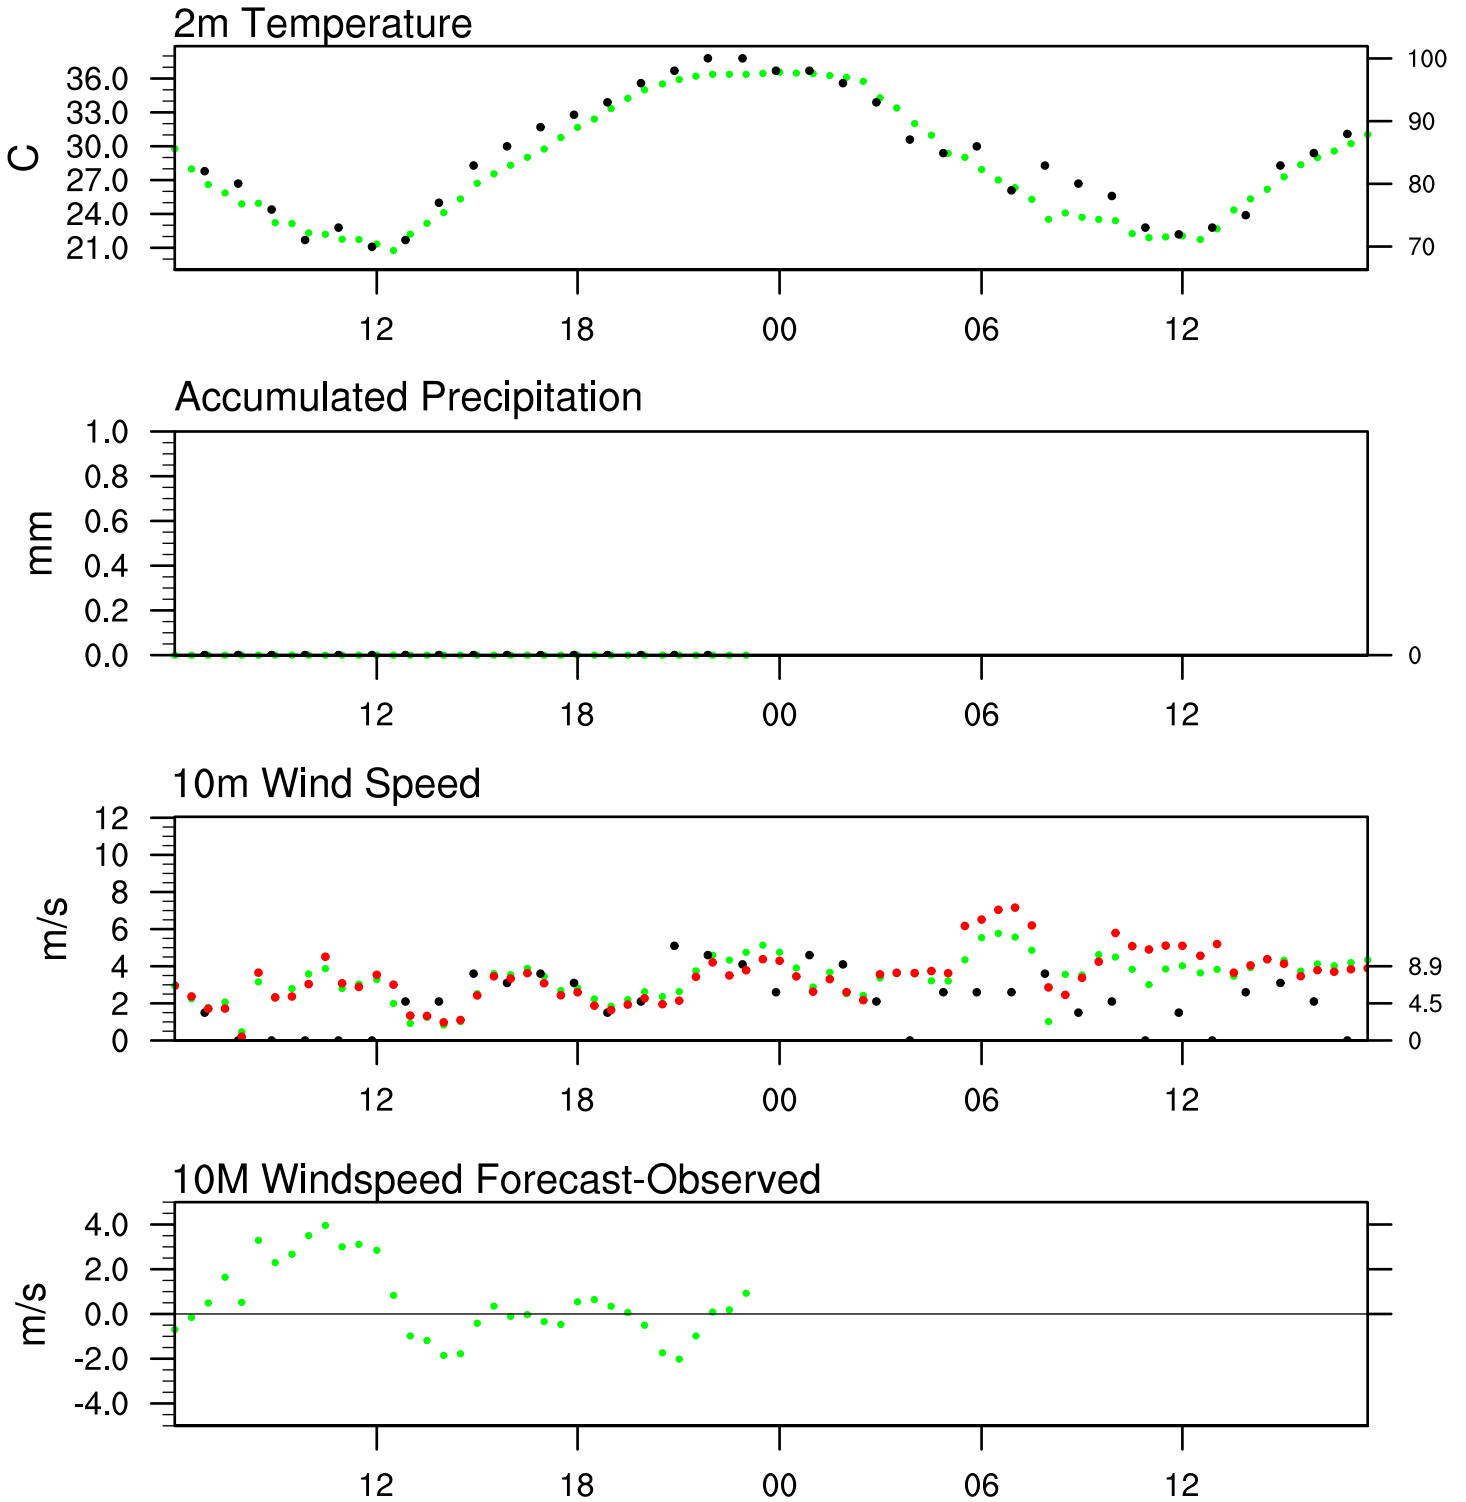 2m Temperature
36.0 100
33.0
90
30.0
C
27.0 80
24.0
21.0 70
12 18 00 06 12
Accumulated Precipitation
1.0
0.8
0.6
mm
0.4
0.2
0.0 0
12 18 00 06 12
10m Wind Speed
12
10
8
6
m/s
4 8.9
2 4.5
0 0
12 18 00 06 12
10M Windspeed Forecast-Observed
4.0
2.0
0.0
m/s
-2.0
-4.0
12 18 00 06 12